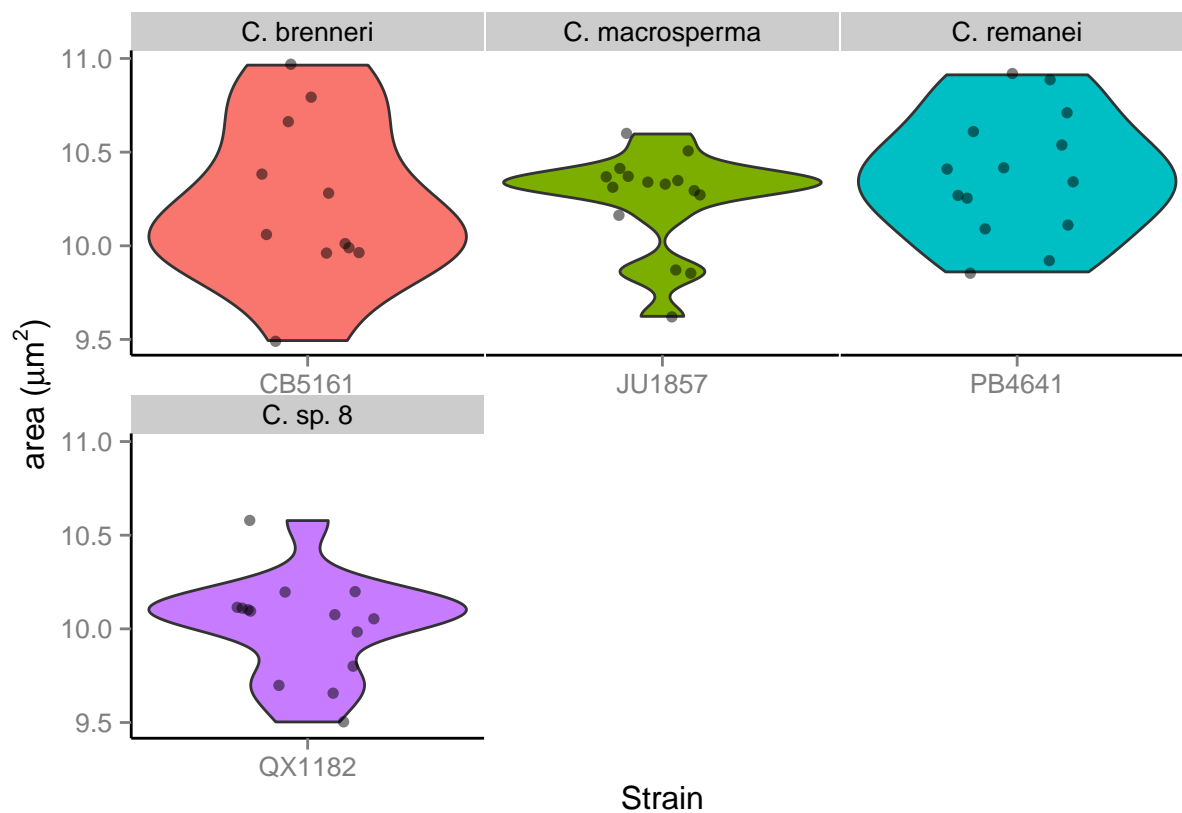 C. brenneri C. macrosperma C. remanei
11.0
10.5
10.0
9.5
CB5161 JU1857 PB4641
area (μm²)
C. sp. 8
11.0
10.5
10.0
9.5
QX1182
Strain